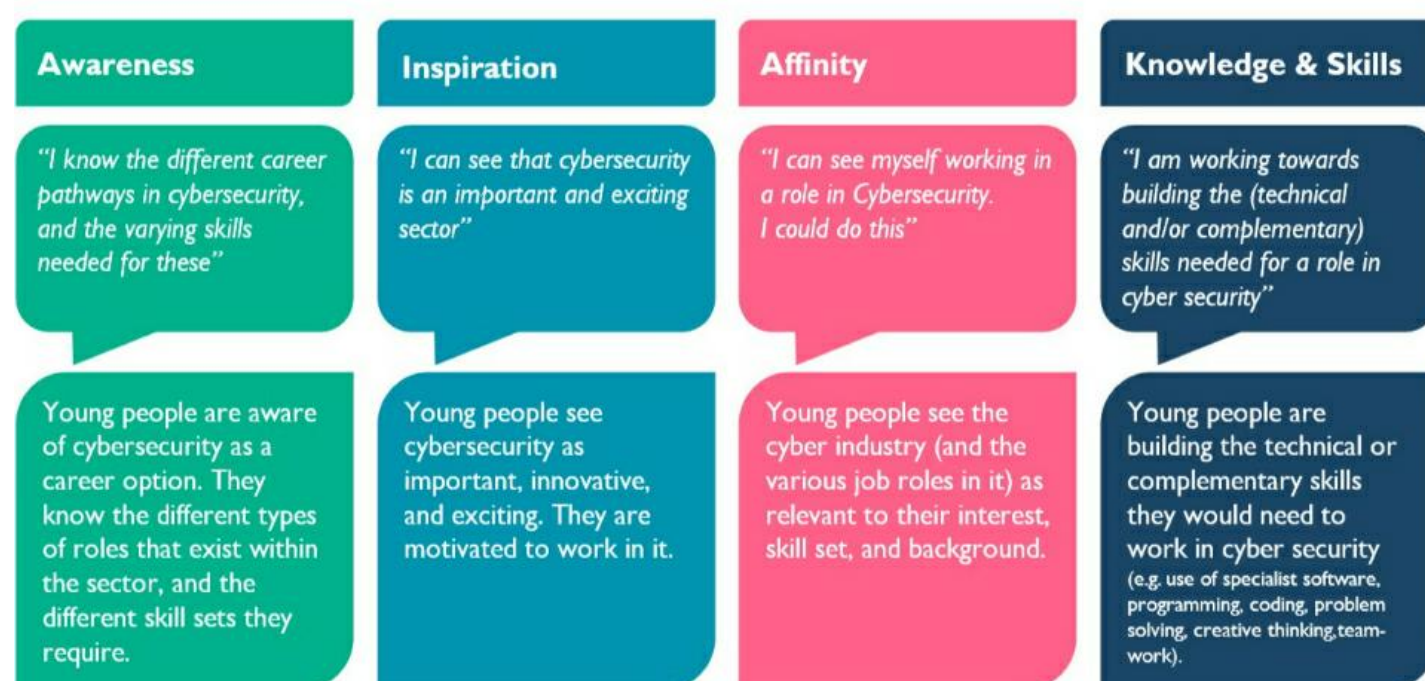 Awareness
"I know the different career
pathways in cybersecurity,
and the varying skills
needed for these"
Young people are aware
of cybersecurity as a
career option. They
know the different types
of roles that exist within
the sector, and the
different skill sets they
require.
Inspiration
"I can see that cybersecurity
is an important and exciting
sector"
Young people see
cybersecurity as
important, innovative,
and exciting. They are
motivated to work in it.
Affinity
"I can see myself working in
a role in Cybersecurity.
I could do this"
Young people see the
cyber industry (and the
various job roles in it) as
relevant to their interest,
skill set, and background.
Knowledge & Skills
"I am working towards
building the (technical
and/or complementary)
skills needed for a role in
cyber security"
Young people are
building the technical or
complementary skills
they would need to
work in cyber security
(e.g. use of specialist software,
programming, coding, problem
solving, creative thinking,team-
work).